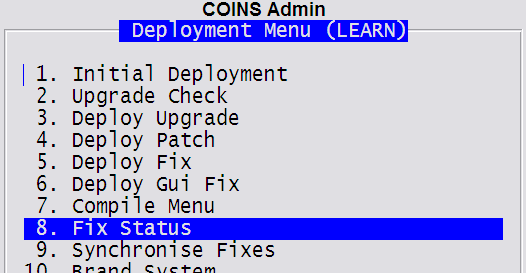 COINS Admin
Deployment Menu (LEARN)
1. Initial Deployment
2. Upgrade Check
3. Deploy Upgrade
4. Deploy Patch
5. Deploy Fix
6. Deploy Gui Fix
7. Compile Menu
8. Fix Status
9. Synchronise Fixes
10. Brand System